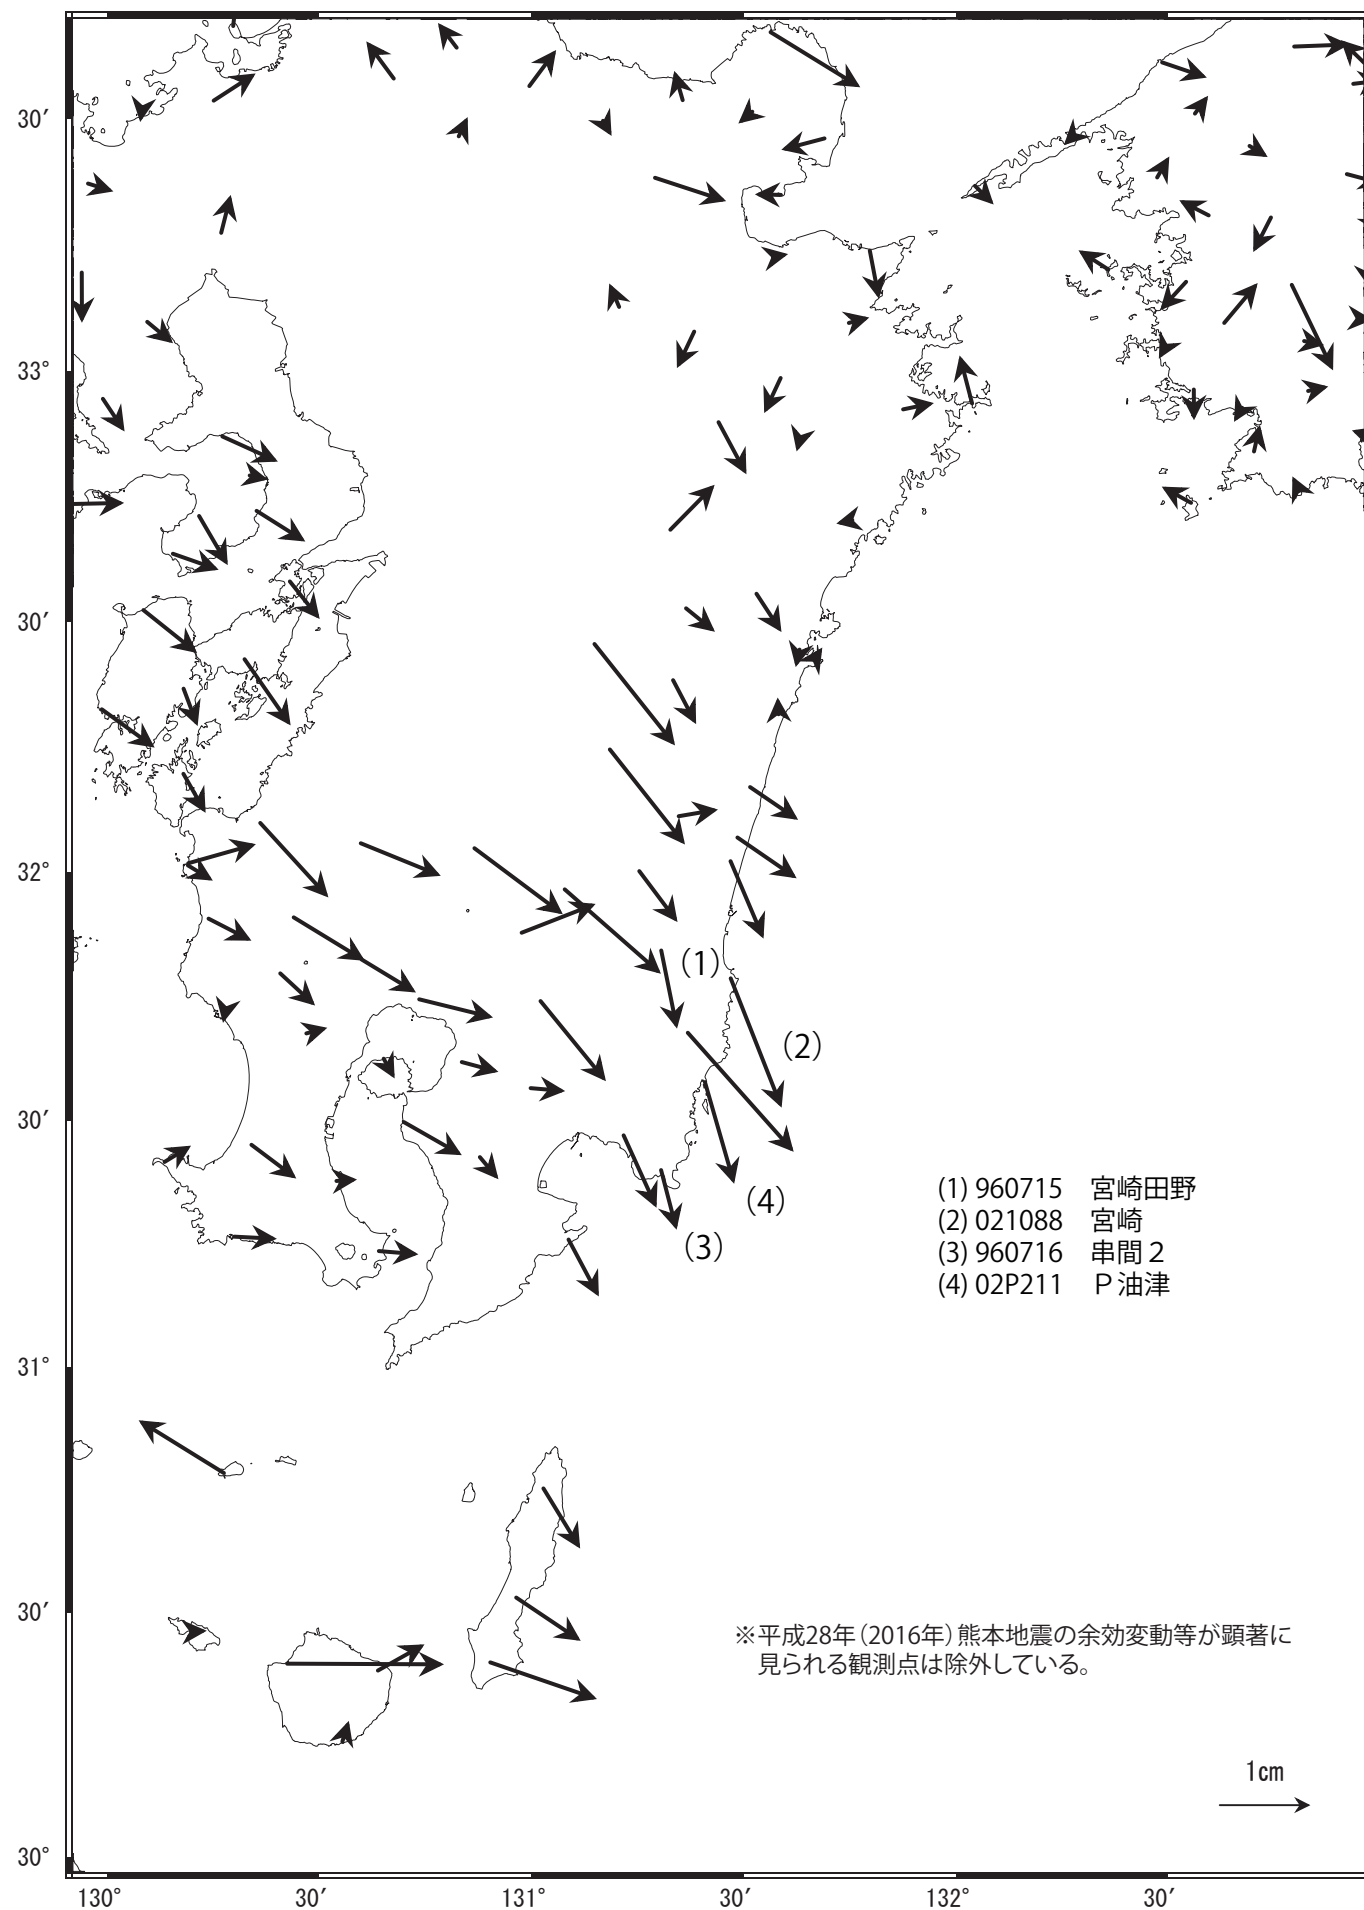 30′
33°
30′
32°
(1)
(2)
30′
(4)
(3)
(1) 960715 宮崎田野
(2) 021088 宮崎
(3) 960716 串間２
(4) 02P211 Ｐ油津
31°
30′
※平成28年（2016年）熊本地震の余効変動等が顕著に
見られる観測点は除外している。
1cm
30°
130° 30′ 131° 30′ 132° 30′